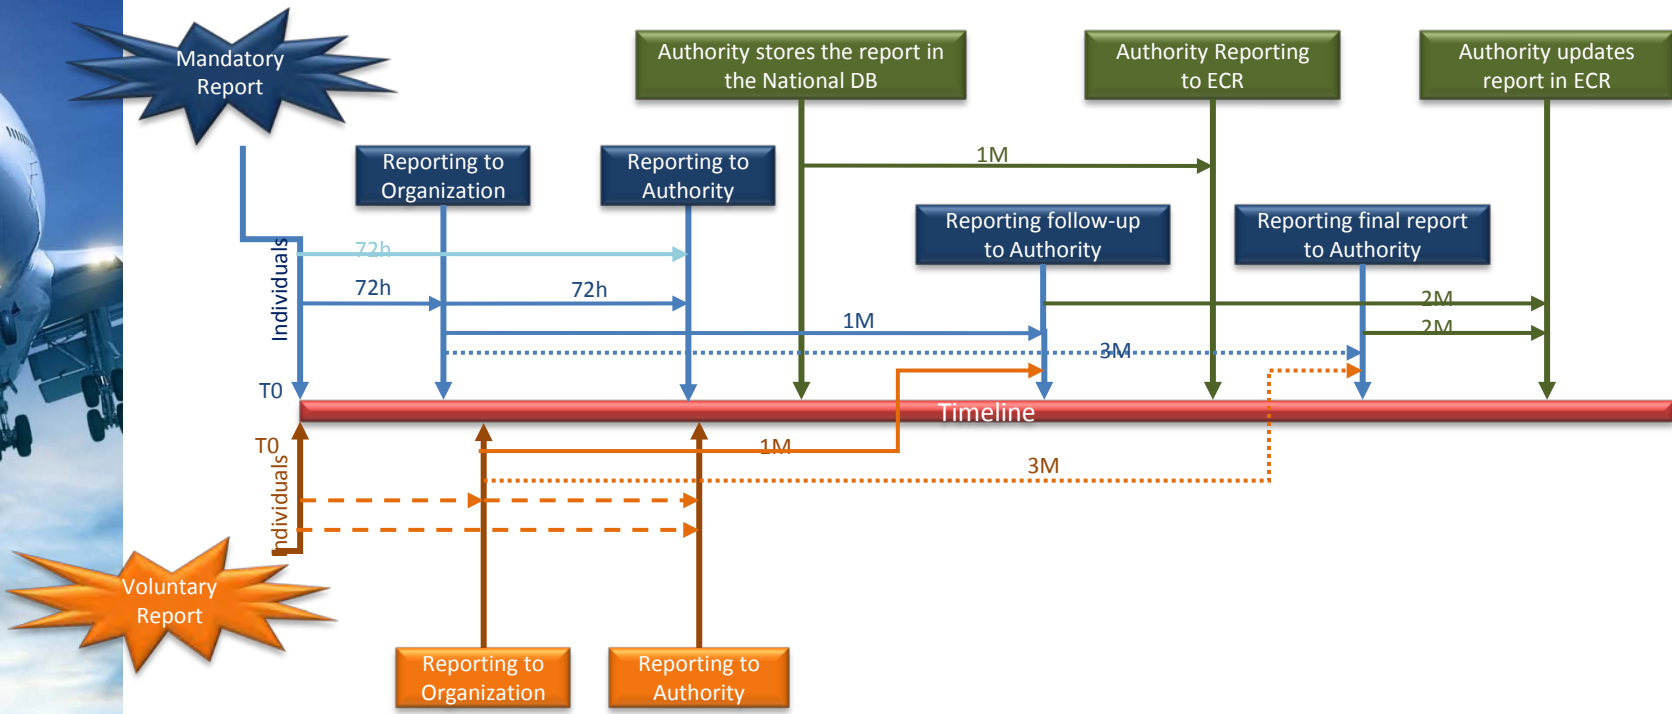 Mandatory
Report
Authority stores the report in
the National DB
Authority Reporting
to ECR
Authority updates
report in ECR
Reporting to
Organization
Reporting to
Authority
1M
Reporting follow-up
to Authority
Reporting final report
to Authority
Individuals
72h
72h
72h
1M
2M
2M
3M
T0
Timeline
T0
Individuals
1M
3M
Voluntary
Report
Reporting to
Organization
Reporting to
Authority